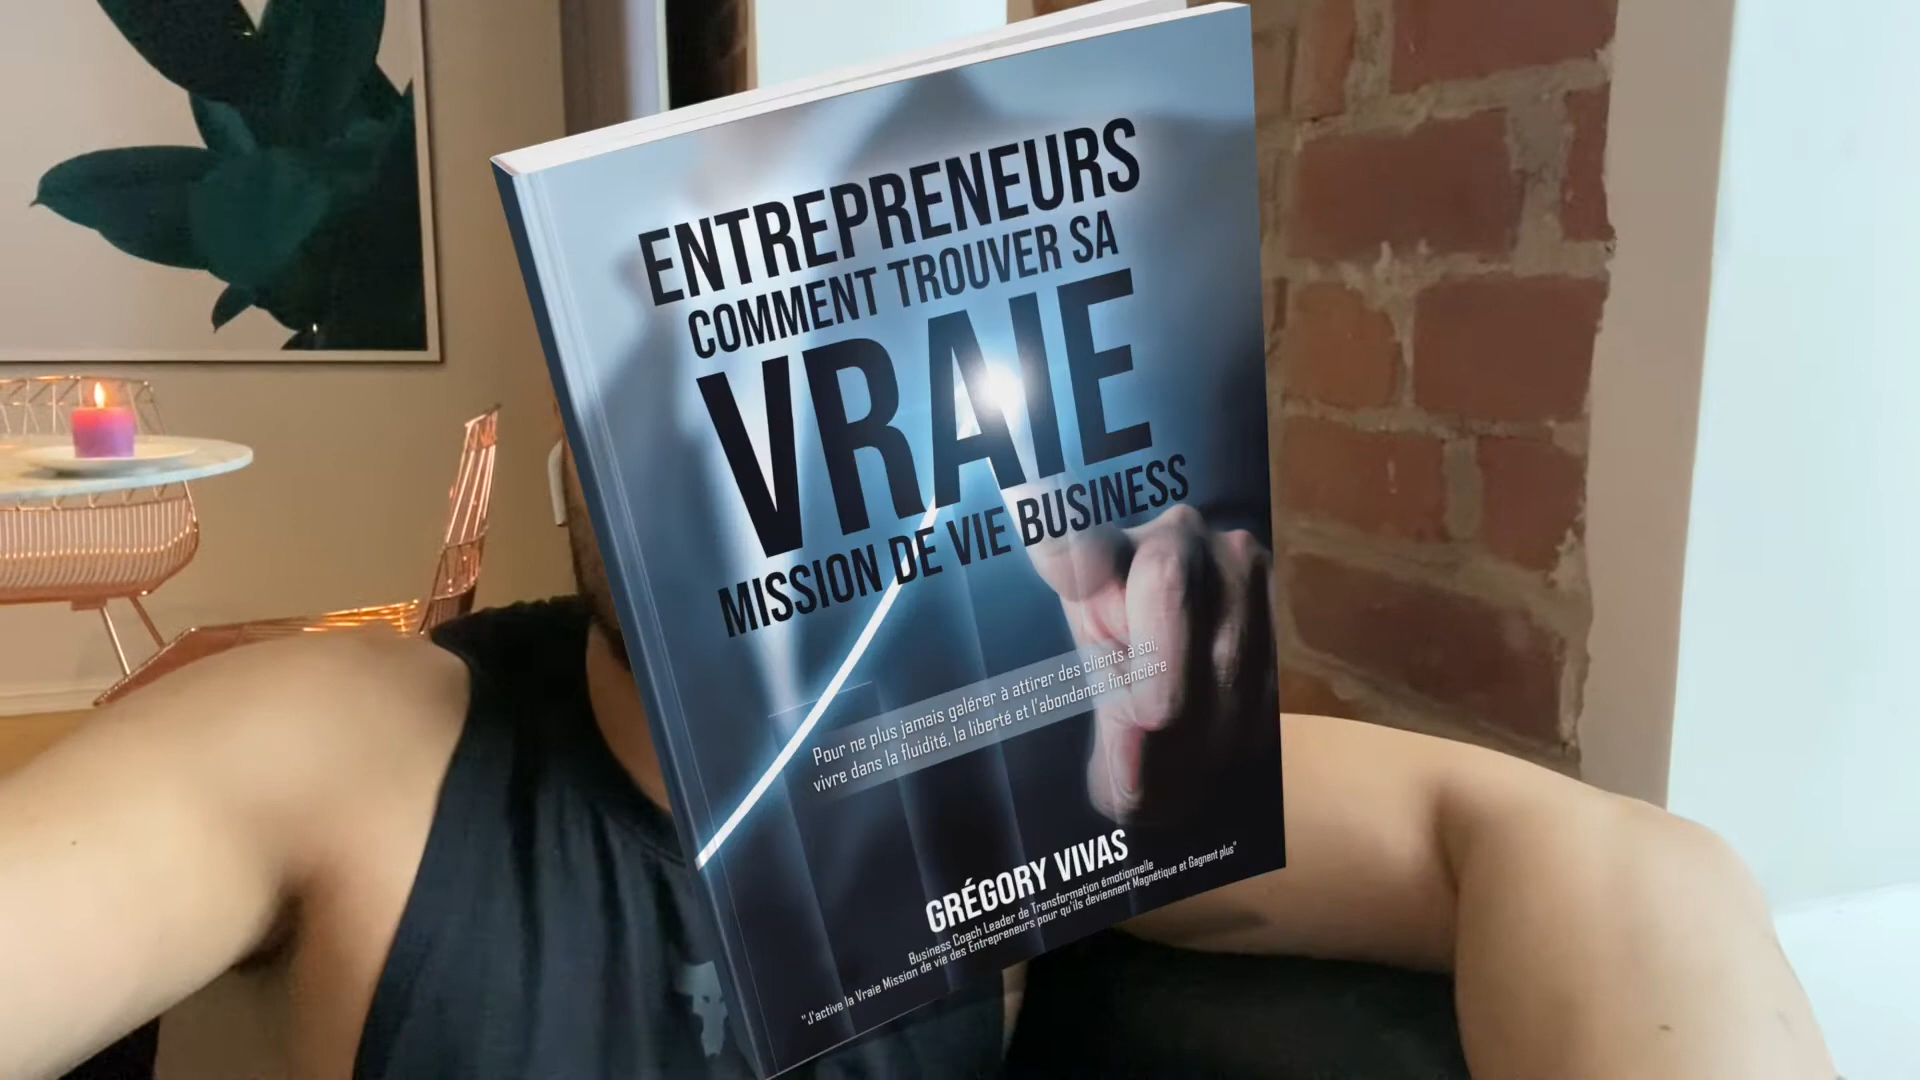 ENTREPRENEURS
COMMENT TROUVER SA
VRAIE
MISSION DE VIE BUSINESS
Pour ne plus jamais galérer à attirer des clients à soi,
vivre dans la fluidité, la liberté et l'abondance financière
GRÉGORY VIVAS
Business Coach Leader de Transformation émotionnelle
"J'active la Vraie Mission de vie des Entrepreneurs pour qu'ils deviennent Magnétique et Gagnent plus"